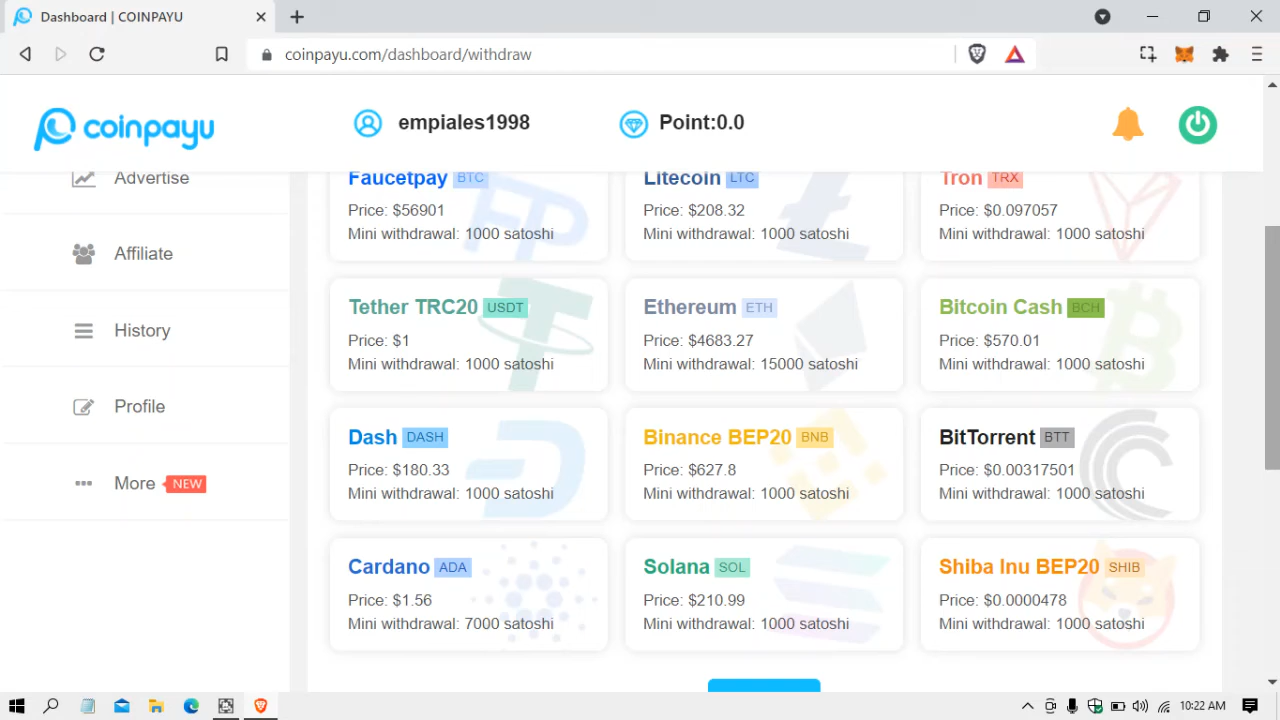 Dashboard | COINPAYU
coinpayu.com/dashboard/withdraw
coinpayu
empiales1998
Point:0.0
Advertise
Affiliate
History
Profile
More NEW
Faucetpay BTC
Price: $56901
Mini withdrawal: 1000 satoshi
Litecoin LTC
Price: $208.32
Mini withdrawal: 1000 satoshi
Tron TRX
Price: $0.097057
Mini withdrawal: 1000 satoshi
Tether TRC20 USDT
Price: $1
Mini withdrawal: 1000 satoshi
Ethereum ETH
Price: $4683.27
Mini withdrawal: 15000 satoshi
Bitcoin Cash BCH
Price: $570.01
Mini withdrawal: 1000 satoshi
Dash DASH
Price: $180.33
Mini withdrawal: 1000 satoshi
Binance BEP20 BNB
Price: $627.8
Mini withdrawal: 1000 satoshi
BitTorrent BTT
Price: $0.00317501
Mini withdrawal: 1000 satoshi
Cardano ADA
Price: $1.56
Mini withdrawal: 7000 satoshi
Solana SOL
Price: $210.99
Mini withdrawal: 1000 satoshi
Shiba Inu BEP20 SHIB
Price: $0.0000478
Mini withdrawal: 1000 satoshi
10:22 AM